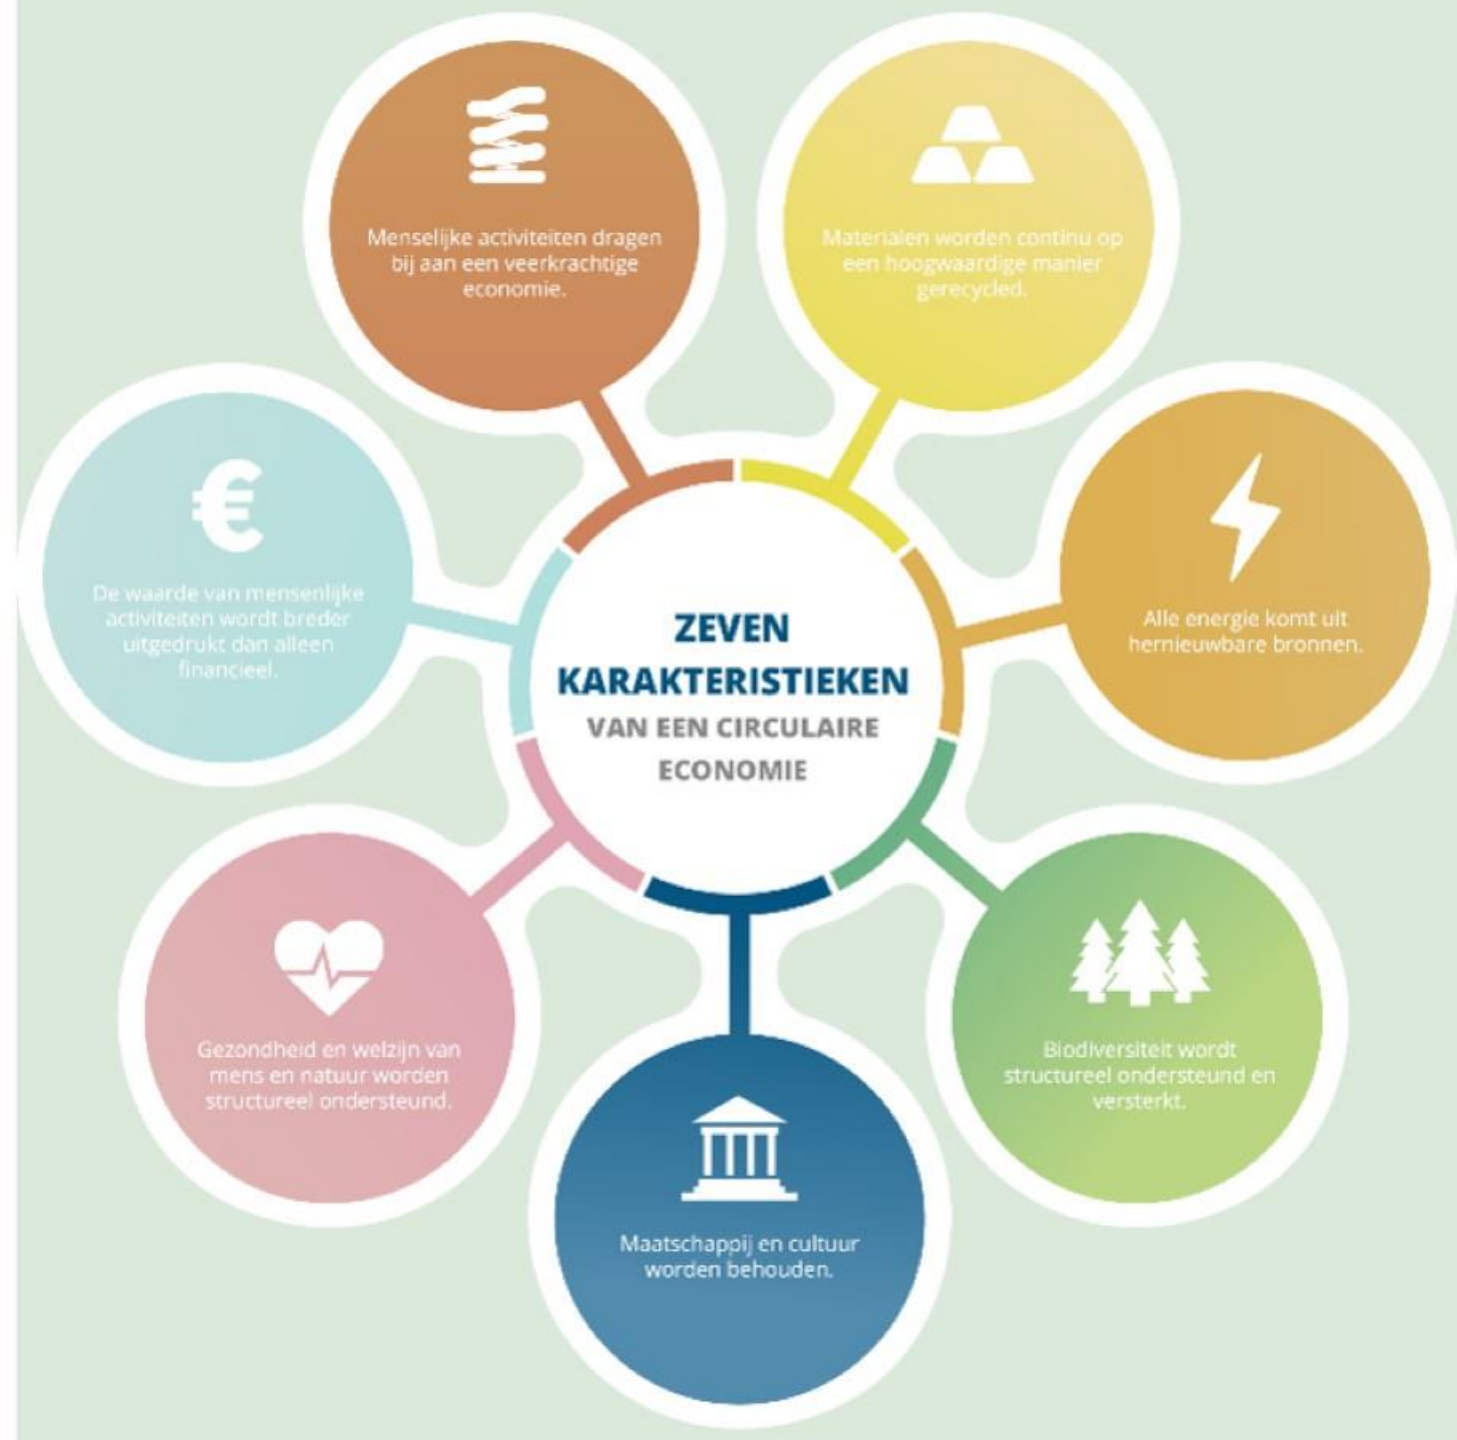 ZEVEN
KARAKTERISTIEKEN
VAN EEN CIRCULAIRE
ECONOMIE
Materialen worden continu op
een hoogwaardige manier
gerecycled.
Alle energie komt uit
hernieuwbare bronnen.
Biodiversiteit wordt
structureel ondersteund en
versterkt.
Maatschappij en cultuur
worden behouden.
Gezondheid en welzijn van
mens en natuur worden
structureel ondersteund.
De waarde van mensenlijke
activiteiten wordt breder
uitgedrukt dan alleen
financieel.
Menselijke activiteiten dragen
bij aan een veerkrachtige
economie.